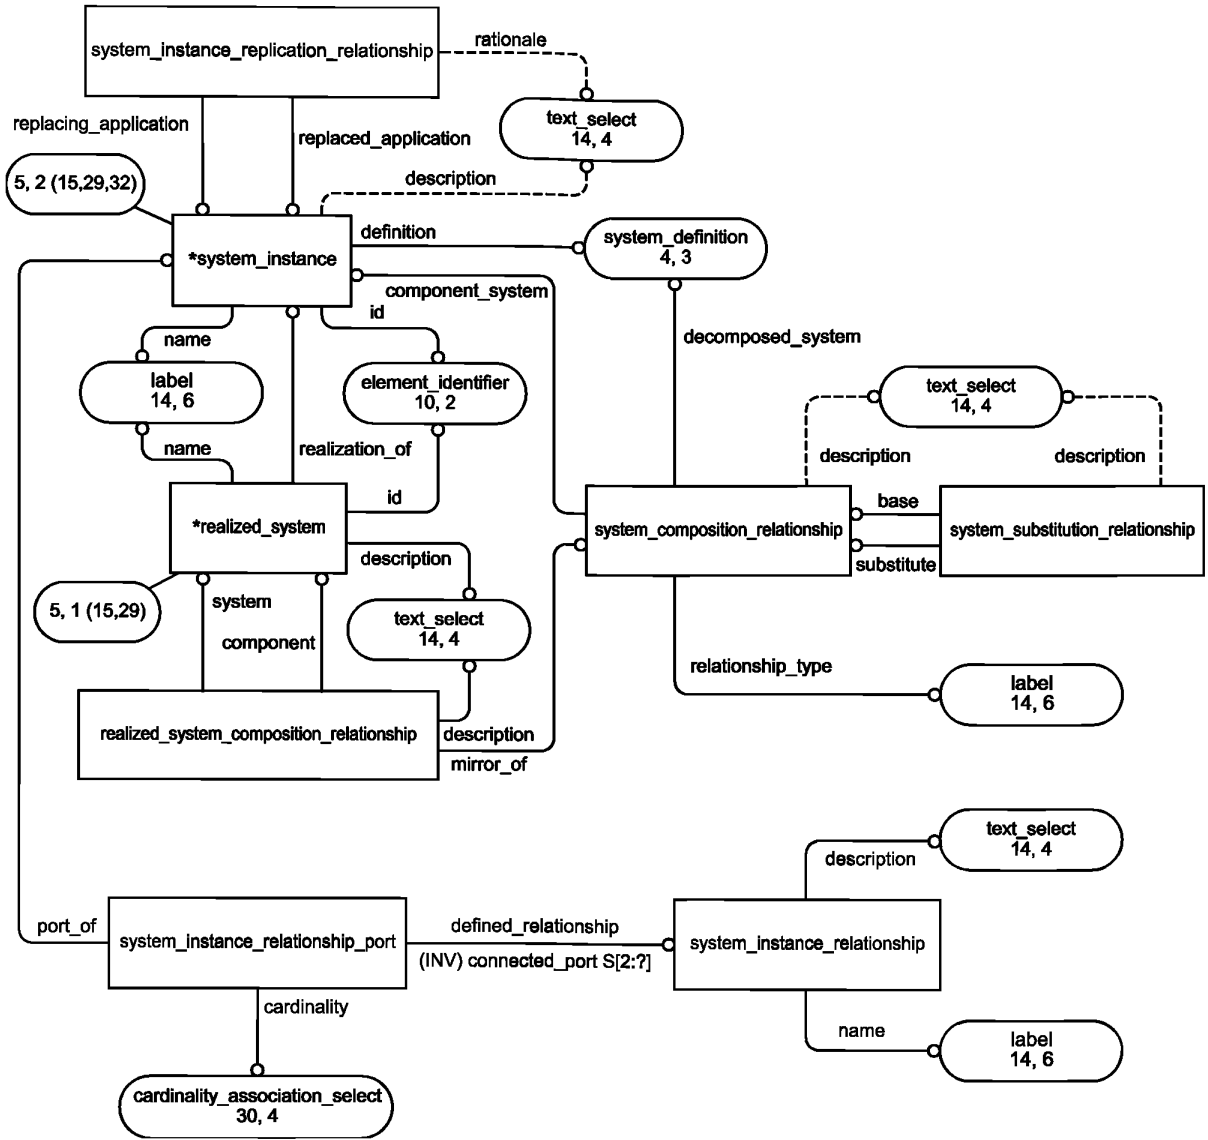 system_instance_replication_relationship
rationale
replacing_application
replaced_application
text_select
14, 4
description
5, 2 (15,29,32)
*system_instance
definition
system_definition
4, 3
component_system
decomposed_system
name
id
label
14, 6
element_identifier
10, 2
name
realization_of
id
text_select
14, 4
description
description
*realized_system
system_composition_relationship
base
substitute
system_substitution_relationship
description
5, 1 (15,29)
system
component
text_select
14, 4
relationship_type
label
14, 6
realized_system_composition_relationship
description
mirror_of
text_select
14, 4
description
port_of
system_instance_relationship_port
defined_relationship
(INV) connected_port S[2:?]
system_instance_relationship
cardinality
name
label
14, 6
cardinality_association_select
30, 4